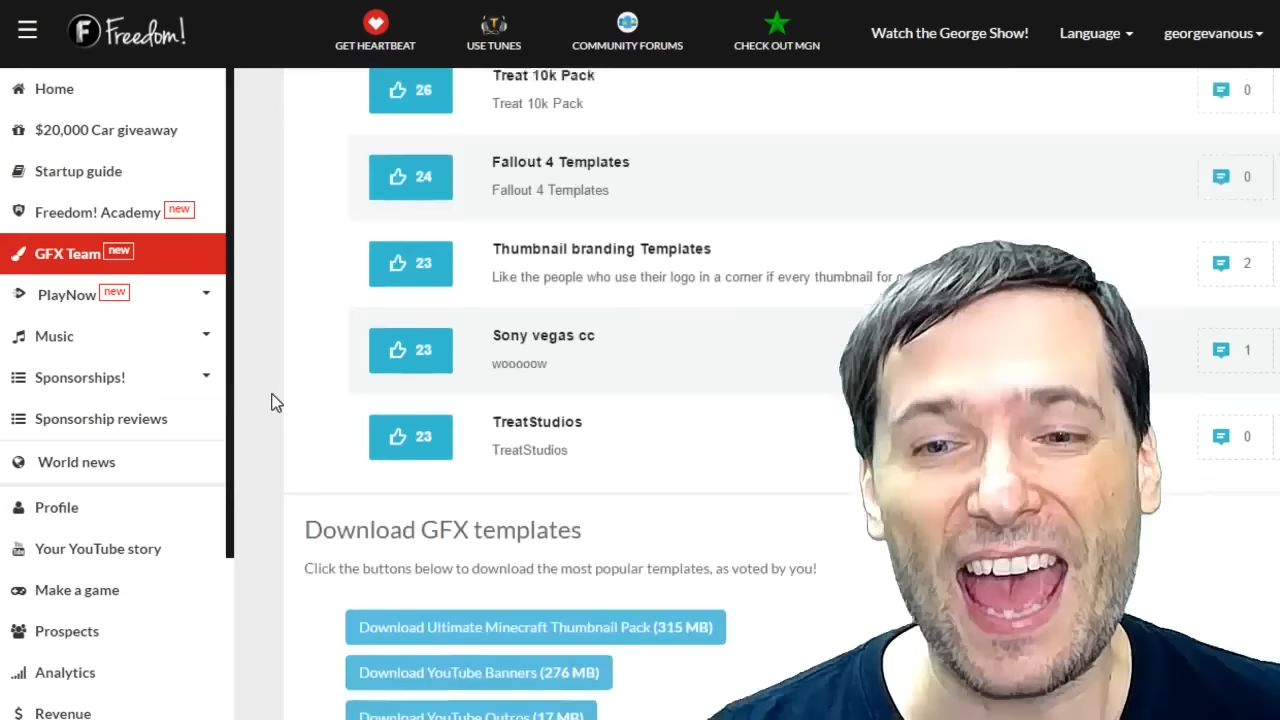 Freedom!
GET HEARTBEAT
USE TUNES
COMMUNITY FORUMS
CHECK OUT MGN
Watch the George Show!
Language
georgevanous
Home
$20,000 Car giveaway
Startup guide
Freedom! Academy new
GFX Team new
PlayNow new
Music
Sponsorships!
Sponsorship reviews
World news
Profile
Your YouTube story
Make a game
Prospects
Analytics
Revenue
26
Treat 10k Pack
Treat 10k Pack
0
24
Fallout 4 Templates
Fallout 4 Templates
0
23
Thumbnail branding Templates
Like the people who use their logo in a corner if every thumbnail for
2
23
Sony vegas cc
wooooow
1
23
TreatStudios
TreatStudios
0
Download GFX templates
Click the buttons below to download the most popular templates, as voted by you!
Download Ultimate Minecraft Thumbnail Pack (315 MB)
Download YouTube Banners (276 MB)
Download YouTube Outros (17 MB)